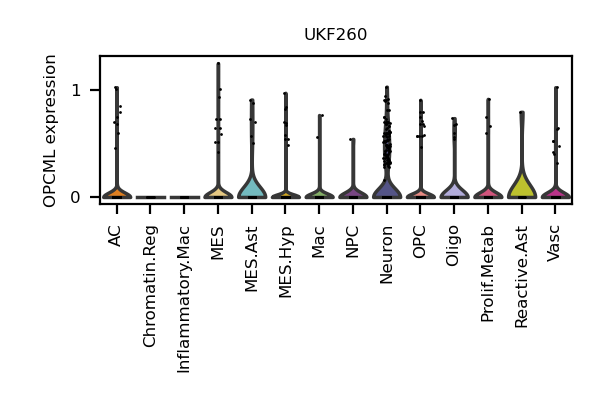 UKF260
OPCML expression
1
0
AC
Chromatin.Reg
Inflammatory.Mac
MES
MES.Ast
MES.Hyp
Mac
NPC
Neuron
OPC
Oligo
Prolif.Metab
Reactive.Ast
Vasc